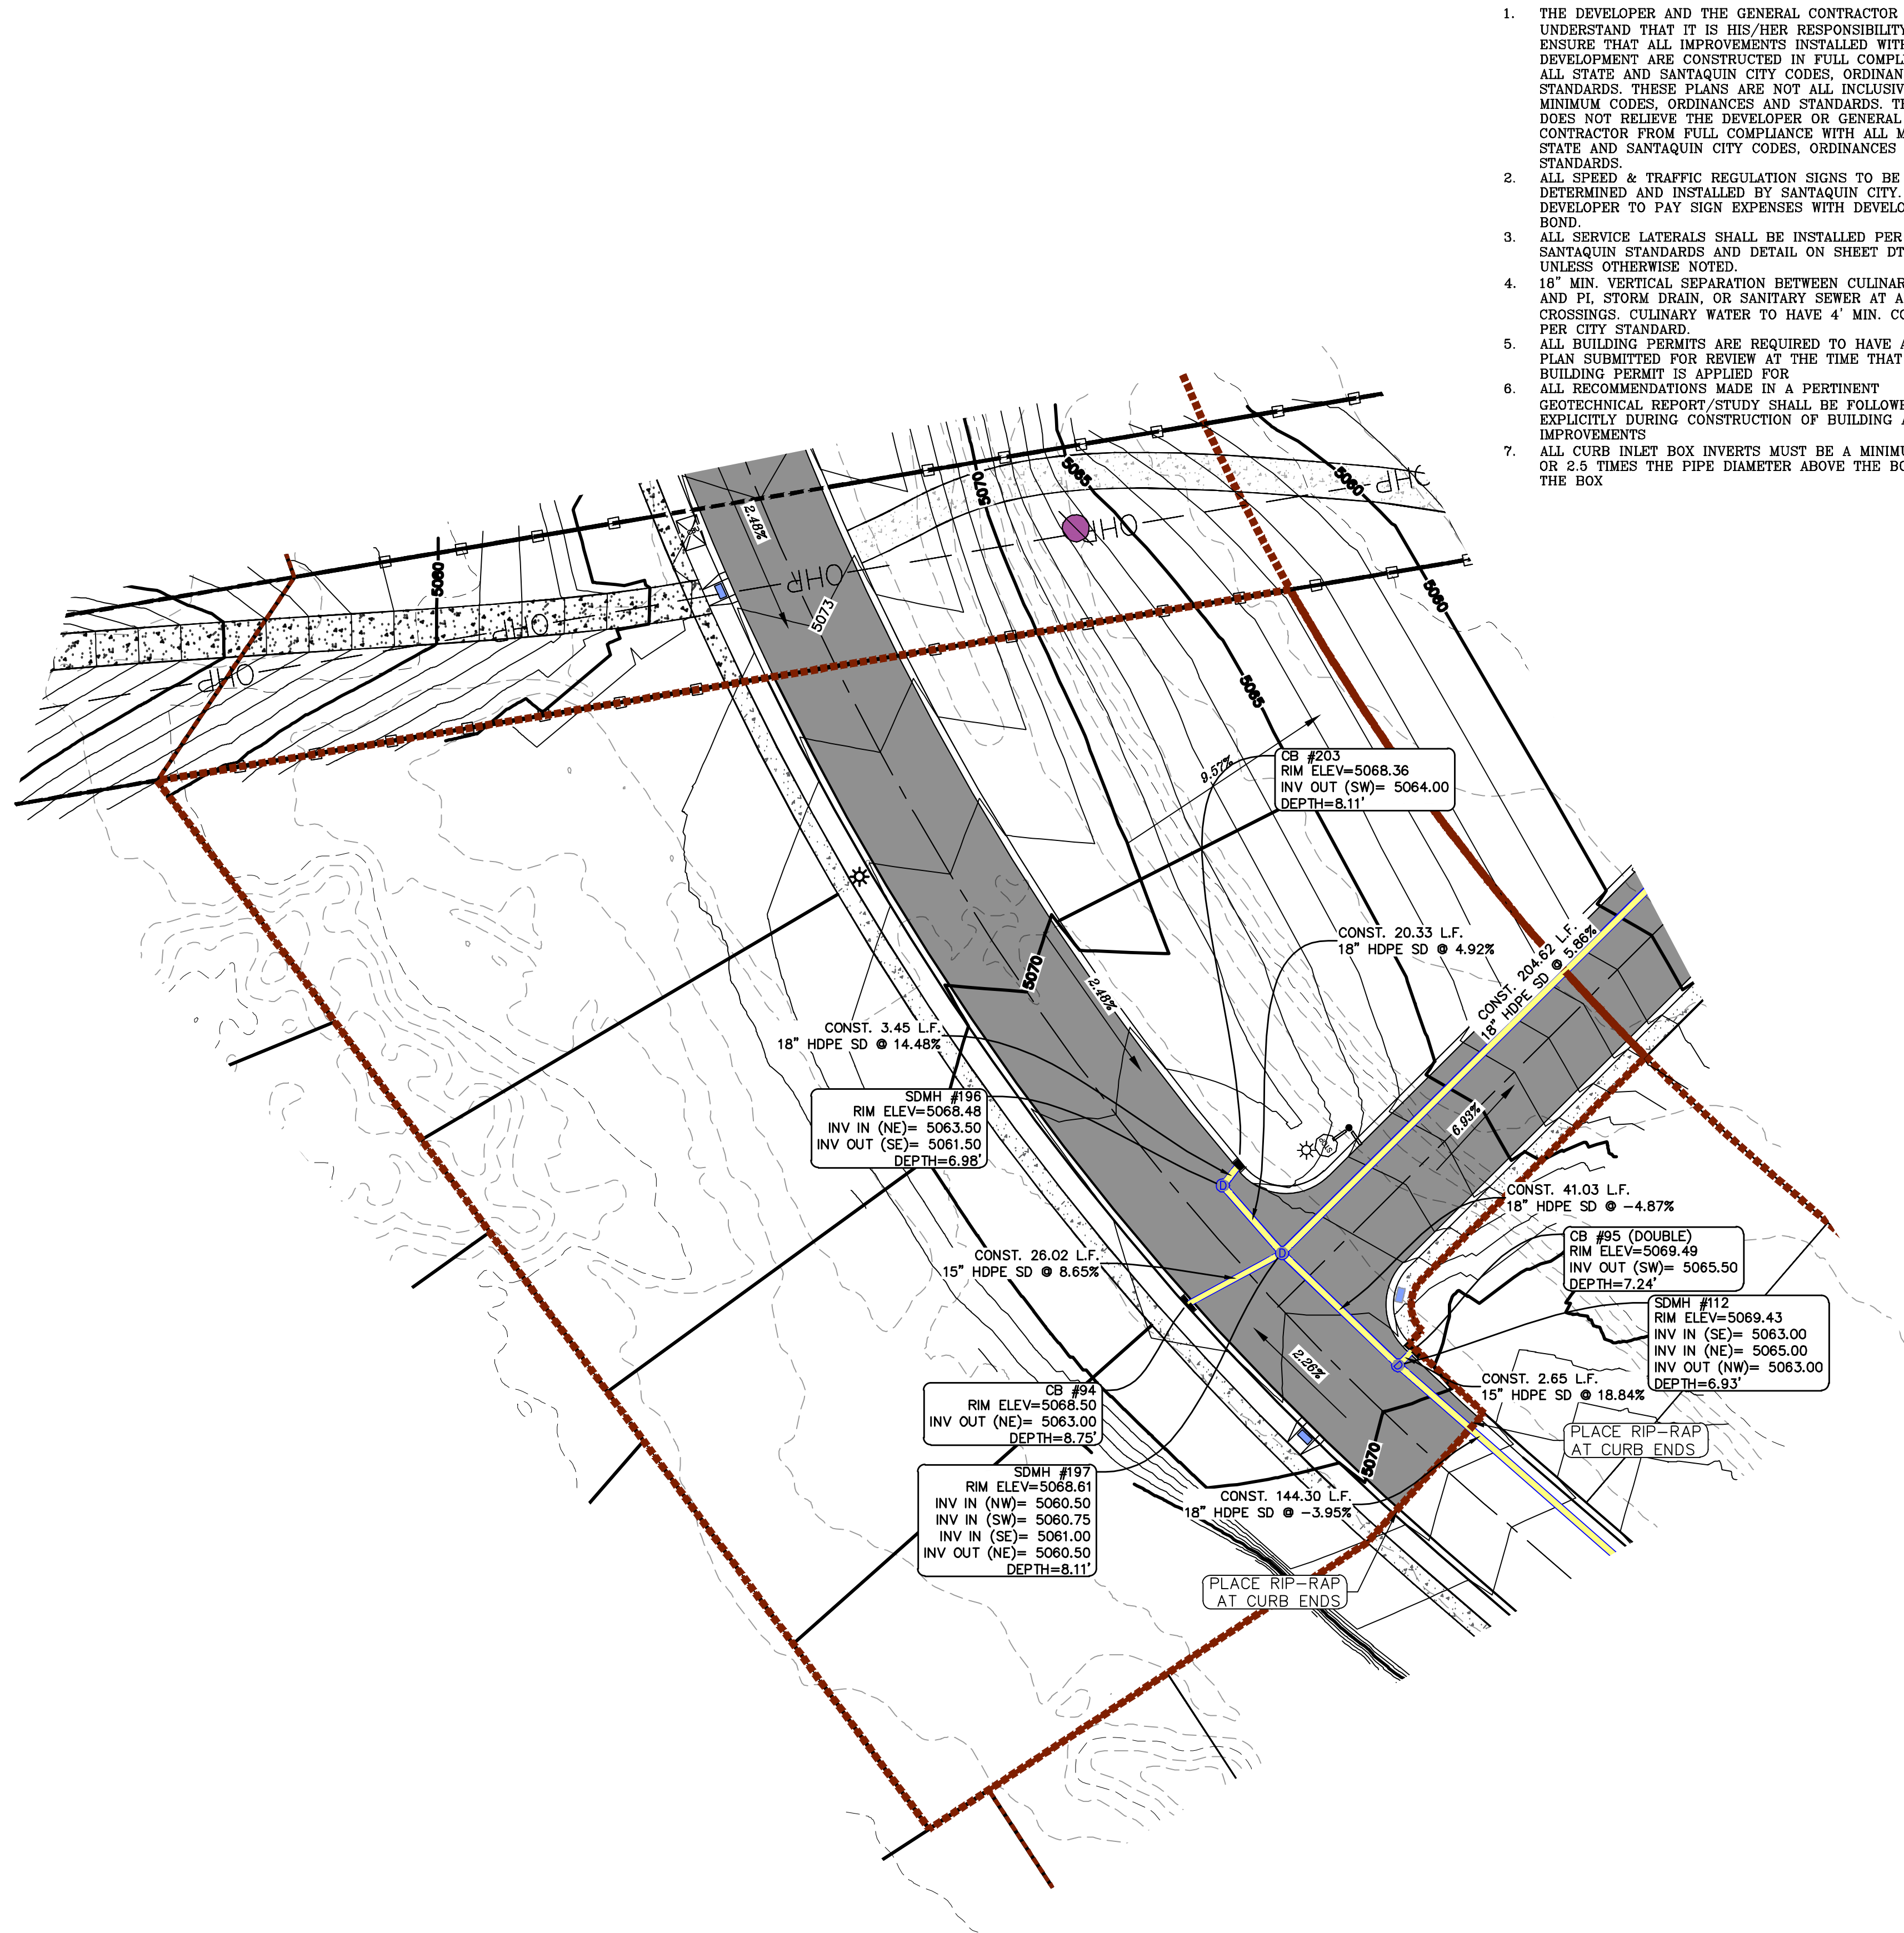 1. THE DEVELOPER AND THE GENERAL CONTRACTOR
UNDERSTAND THAT IT IS HIS/HER RESPONSIBILITY
ENSURE THAT ALL IMPROVEMENTS INSTALLED
DEVELOPMENT ARE CONSTRUCTED IN FULL
ALL STATE AND SANTAQUIN CITY CODES,
STANDARDS. THESE PLANS ARE NOT ALL
MINIMUM CODES, ORDINANCES AND STANDARDS.
DOES NOT RELIEVE THE DEVELOPER OR GENERAL
CONTRACTOR FROM FULL COMPLIANCE WITH ALL
STATE AND SANTAQUIN CITY CODES, ORDINANCES
STANDARDS.
2. ALL SPEED & TRAFFIC REGULATION SIGNS TO BE
DETERMINED AND INSTALLED BY SANTAQUIN CITY.
DEVELOPER TO PAY SIGN EXPENSES WITH
BOND.
3. ALL SERVICE LATERALS SHALL BE INSTALLED PER
SANTAQUIN STANDARDS AND DETAIL ON SHEET DT
UNLESS OTHERWISE NOTED.
4. 18" MIN. VERTICAL SEPARATION BETWEEN
AND PI, STORM DRAIN, OR SANITARY SEWER AT
CROSSINGS. CULINARY WATER TO HAVE 4' MIN.
PER CITY STANDARD.
5. ALL BUILDING PERMITS ARE REQUIRED TO HAVE A
PLAN SUBMITTED FOR REVIEW AT THE TIME THAT
BUILDING PERMIT IS APPLIED FOR
6. ALL RECOMMENDATIONS MADE IN A PERTINENT
GEOTECHNICAL REPORT/STUDY SHALL BE
EXPLICITLY DURING CONSTRUCTION OF BUILDING
IMPROVEMENTS
7. ALL CURB INLET BOX INVERTS MUST BE A
OR 2.5 TIMES THE PIPE DIAMETER ABOVE THE
THE BOX
5070
5065
5060
OHP
2.48%
OHP
5060
OHP
OHP
5073
OHP
5060
5065
9.57%
CB #203
RIM ELEV=5068.36
INV OUT (SW)= 5064.00
DEPTH=8.11'
CONST. 20.33 L.F.
18" HDPE SD @ 4.92%
CONST. 204.62 L.F.
18" HDPE SD @ 5.86%
5070
2.48%
CONST. 3.45 L.F.
18" HDPE SD @ 14.48%
SDMH #196
RIM ELEV=5068.48
INV IN (NE)= 5063.50
INV OUT (SE)= 5061.50
DEPTH=6.98'
6.93%
D
CONST. 41.03 L.F.
18" HDPE SD @ -4.87%
CONST. 26.02 L.F.
15" HDPE SD @ 8.65%
D
CB #95 (DOUBLE)
RIM ELEV=5069.49
INV OUT (SW)= 5065.50
DEPTH=7.24'
SDMH #112
RIM ELEV=5069.43
INV IN (SE)= 5063.00
INV IN (NE)= 5065.00
INV OUT (NW)= 5063.00
DEPTH=6.93'
D
2.26%
CONST. 2.65 L.F.
15" HDPE SD @ 18.84%
CB #94
RIM ELEV=5068.50
INV OUT (NE)= 5063.00
DEPTH=8.75'
PLACE RIP-RAP
AT CURB ENDS
5070
SDMH #197
RIM ELEV=5068.61
INV IN (NW)= 5060.50
INV IN (SW)= 5060.75
INV IN (SE)= 5061.00
INV OUT (NE)= 5060.50
DEPTH=8.11'
CONST. 144.30 L.F.
18" HDPE SD @ -3.95%
PLACE RIP-RAP
AT CURB ENDS